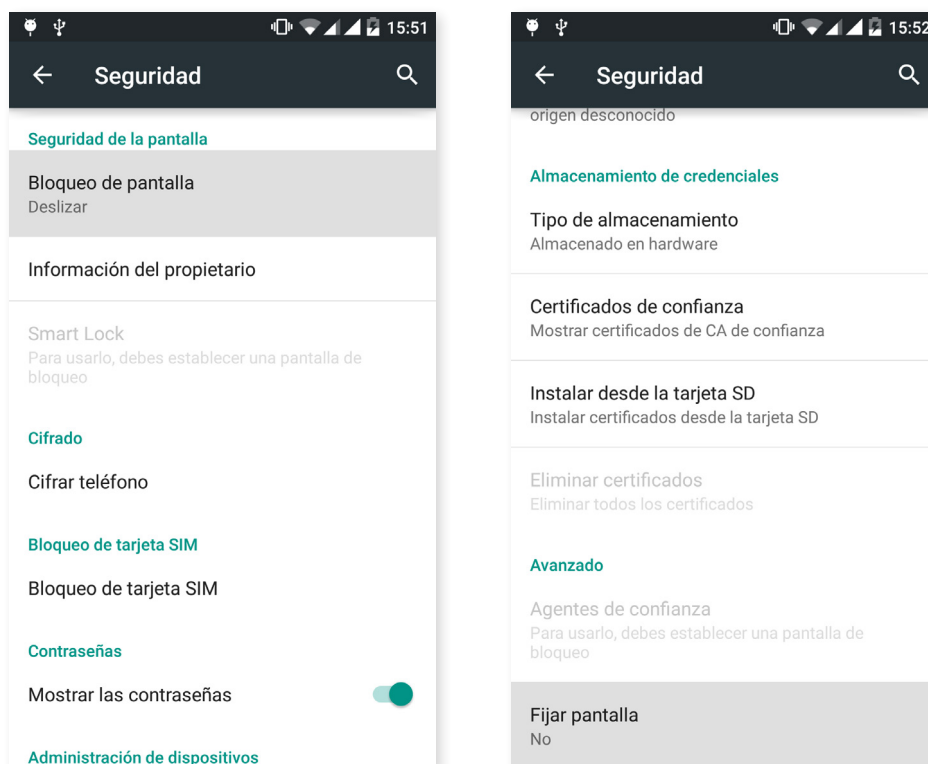 15:51
Seguridad
Seguridad de la pantalla
Bloqueo de pantalla
Deslizar
Información del propietario
Smart Lock
Para usarlo, debes establecer una pantalla de
bloqueo
Cifrado
Cifrar teléfono
Bloqueo de tarjeta SIM
Bloqueo de tarjeta SIM
Contraseñas
Mostrar las contraseñas
Administración de dispositivos
15:52
Seguridad
origen desconocido
Almacenamiento de credenciales
Tipo de almacenamiento
Almacenado en hardware
Certificados de confianza
Mostrar certificados de CA de confianza
Instalar desde la tarjeta SD
Instalar certificados desde la tarjeta SD
Eliminar certificados
Eliminar todos los certificados
Avanzado
Agentes de confianza
Para usarlo, debes establecer una pantalla de
bloqueo
Fijar pantalla
No